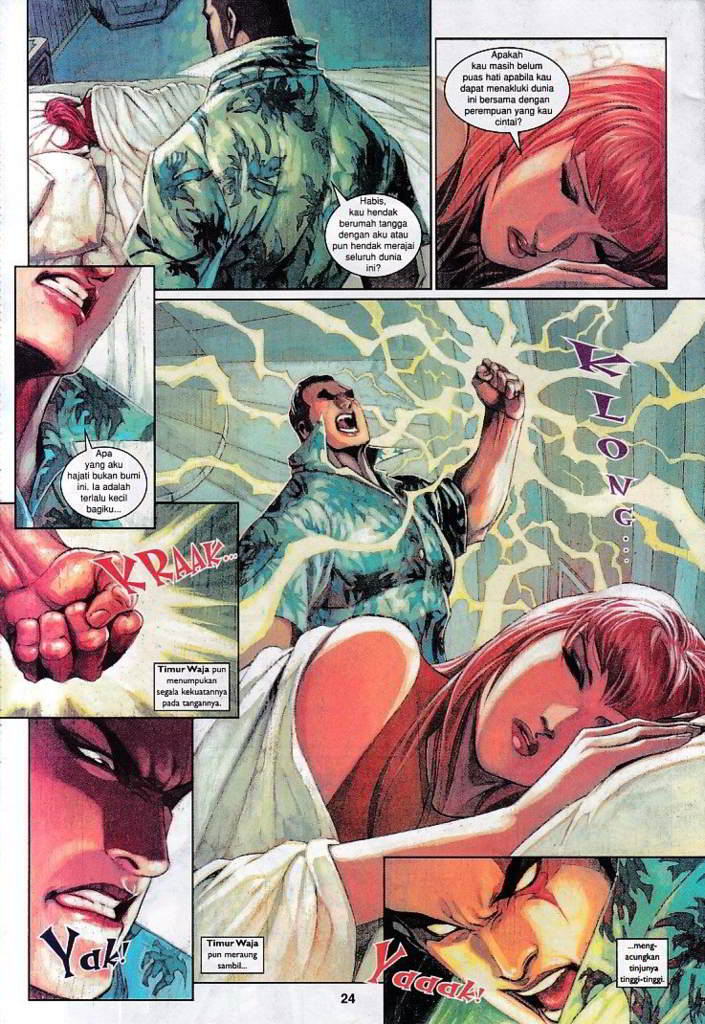 Habis,
kau hendak
berumah tangga
dengan aku atau
pun hendak merajai
seluruh dunia
ini?
Apakah
kau masih belum
puas hati apabila kau
dapat menakluki dunia
ini bersama dengan
perempuan yang kau
cintai?
Apa
yang aku
hajati bukan bumi
ini. Ia adalah
terlalu kecil
bagiku...
KLONG...
KRAAK...
Timur Waja pun
menumpukan
segala kekuatannya
pada tangannya.
Yak!
Timur Waja
pun meraung
sambil...
Yaaak!
...meng-
acungkan
tinjunya
tinggi-tinggi.
24